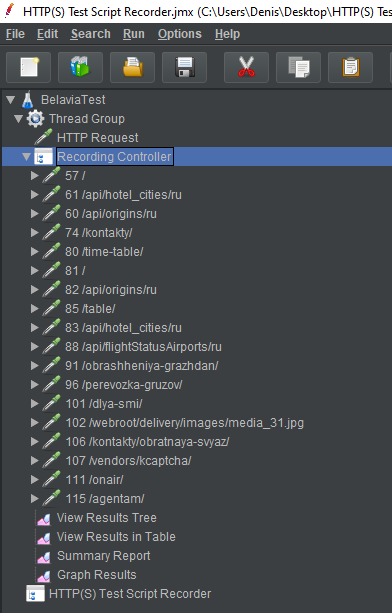 HTTP(S) Test Script Recorder.jmx (C:\Users\Denis\Desktop\HTTP(S) Te
File Edit Search Run Options Help
BelaviaTest
Thread Group
HTTP Request
Recording Controller
57 /
61 /api/hotel_cities/ru
60 /api/origins/ru
74 /kontakty/
80 /time-table/
81 /
82 /api/origins/ru
85 /table/
83 /api/hotel_cities/ru
88 /api/flightStatusAirports/ru
91 /obrashheniya-grazhdan/
96 /perevozka-gruzov/
101 /dlya-smi/
102 /webroot/delivery/images/media_31.jpg
106 /kontakty/obratnaya-svyaz/
107 /vendors/kcaptcha/
111 /onair/
115 /agentam/
View Results Tree
View Results in Table
Summary Report
Graph Results
HTTP(S) Test Script Recorder